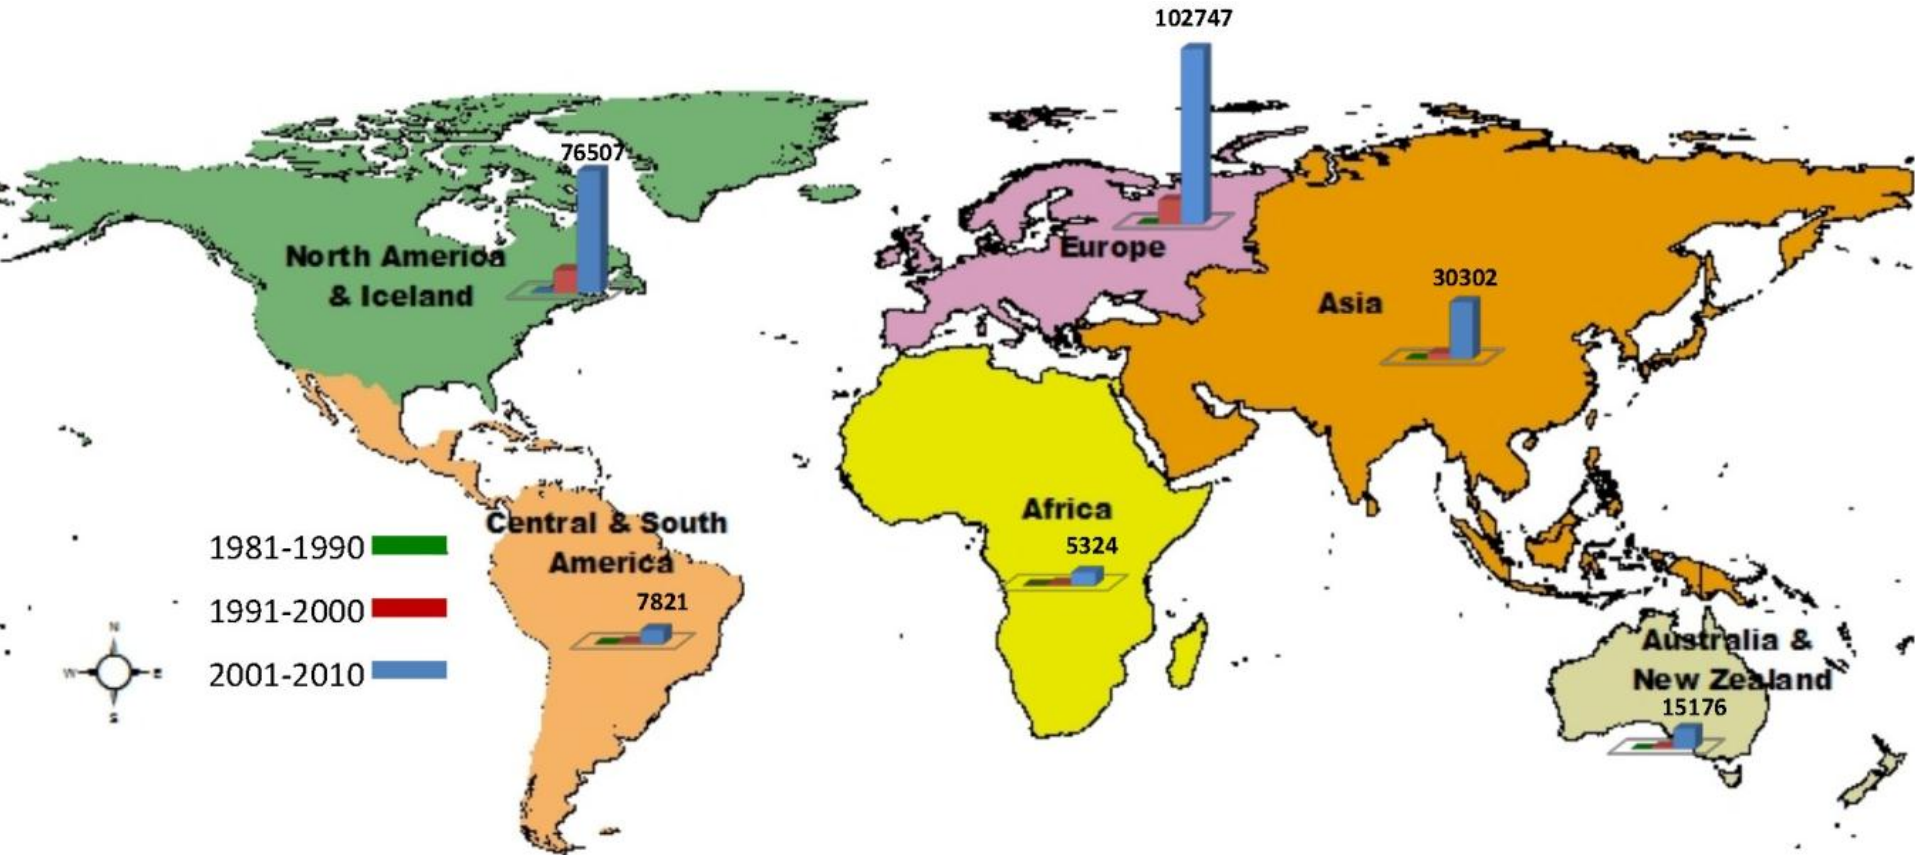 102747
76507
North America
& Iceland
Europe
30302
Asia
Africa
5324
Central & South
America
7821
1981-1990
1991-2000
2001-2010
N
W
E
S
Australia &
New Zealand
15176